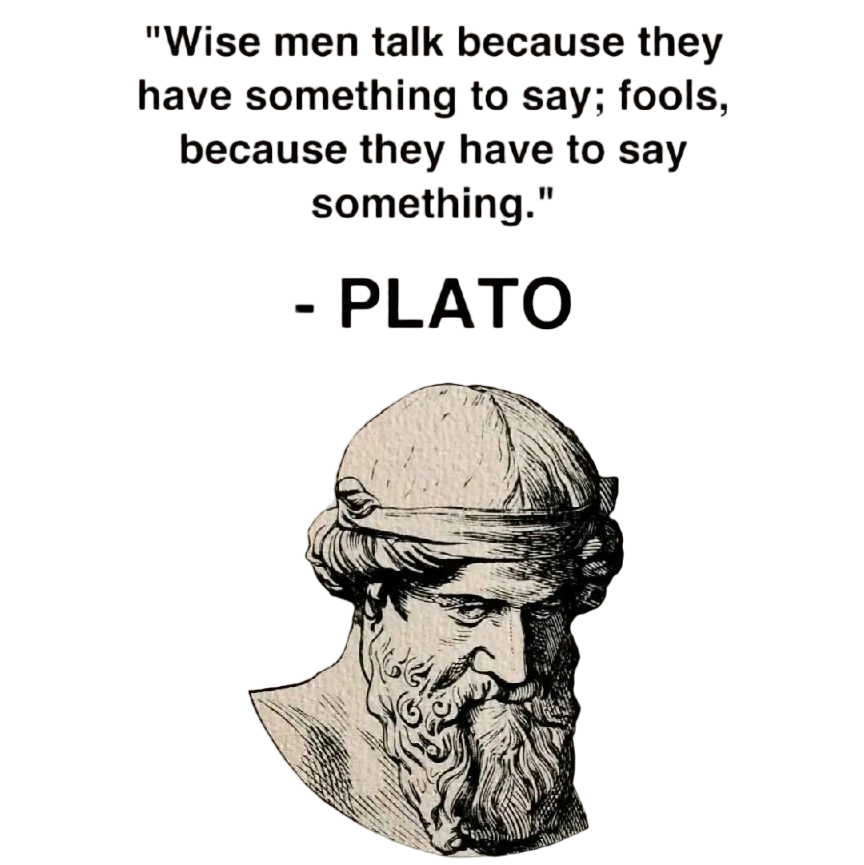 "Wise men talk because they
have something to say; fools,
because they have to say
something."
- PLATO